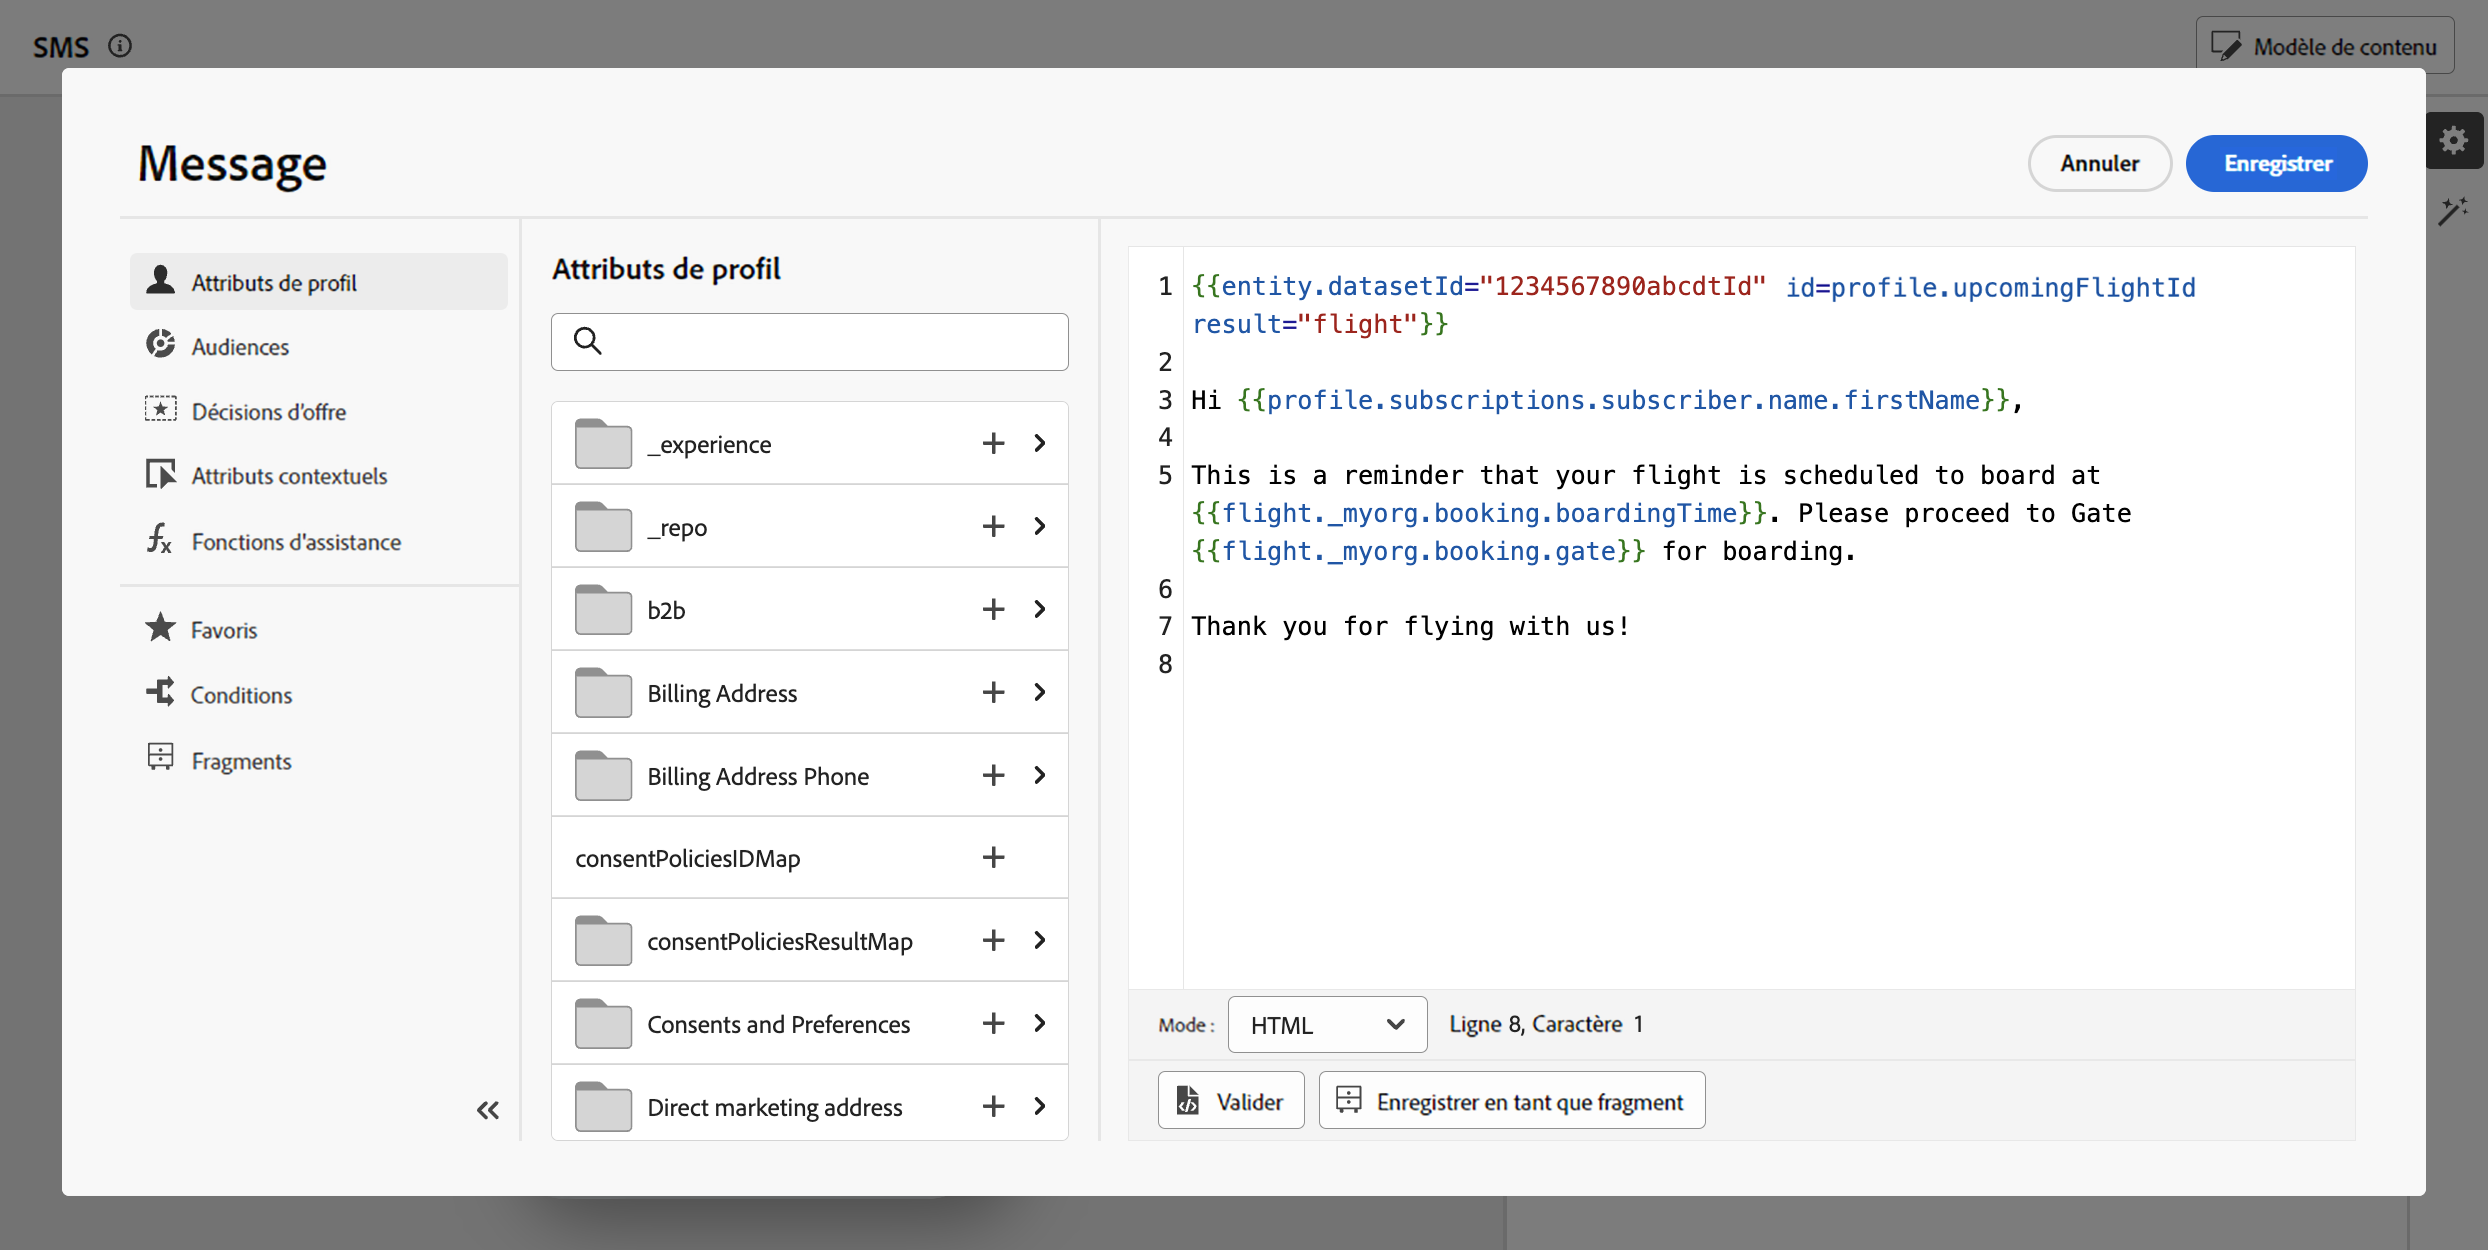 SMS
Modèle de contenu
Message
Annuler
Enregistrer
Attributs de profil
Audiences
Décisions d'offre
Attributs contextuels
Fonctions d'assistance
Favoris
Conditions
Fragments
Attributs de profil
_experience
_repo
b2b
Billing Address
Billing Address Phone
consentPoliciesIDMap
consentPoliciesResultMap
Consents and Preferences
Direct marketing address
1 {{entity.datasetId="1234567890abcdtId" id=profile.upcomingFlightId
result="flight"}}
2
3 Hi {{profile.subscriptions.subscriber.name.firstName}},
4
5 This is a reminder that your flight is scheduled to board at
{{flight._myorg.booking.boardingTime}}. Please proceed to Gate
{{flight._myorg.booking.gate}} for boarding.
6
7 Thank you for flying with us!
8
Mode : HTML Ligne 8, Caractère 1
Valider
Enregistrer en tant que fragment